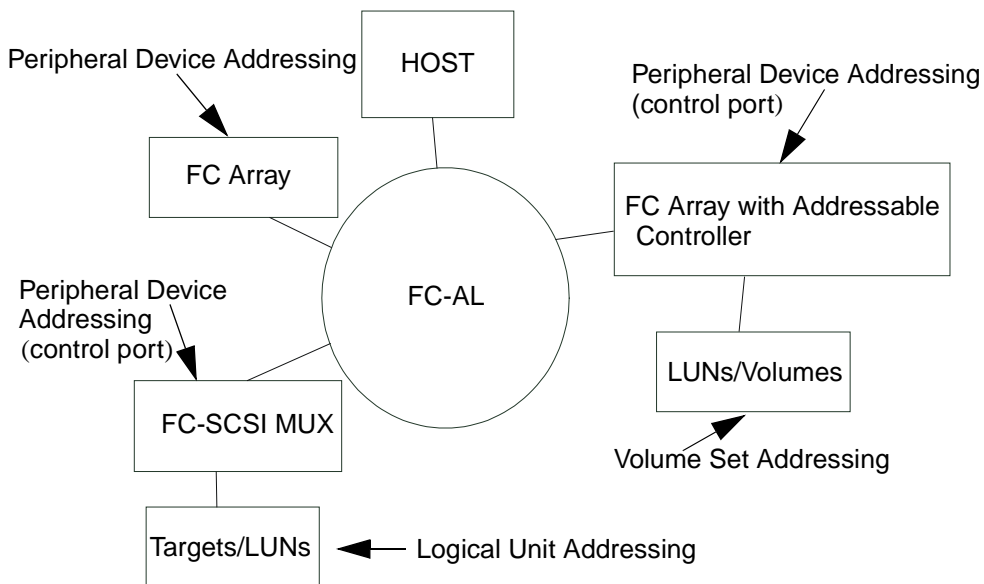 Peripheral Device Addressing
HOST
Peripheral Device Addressing
(control port)
FC Array
FC Array with Addressable
Controller
FC-AL
Peripheral Device
Addressing
(control port)
LUNs/Volumes
FC-SCSI MUX
Volume Set Addressing
Targets/LUNs
Logical Unit Addressing